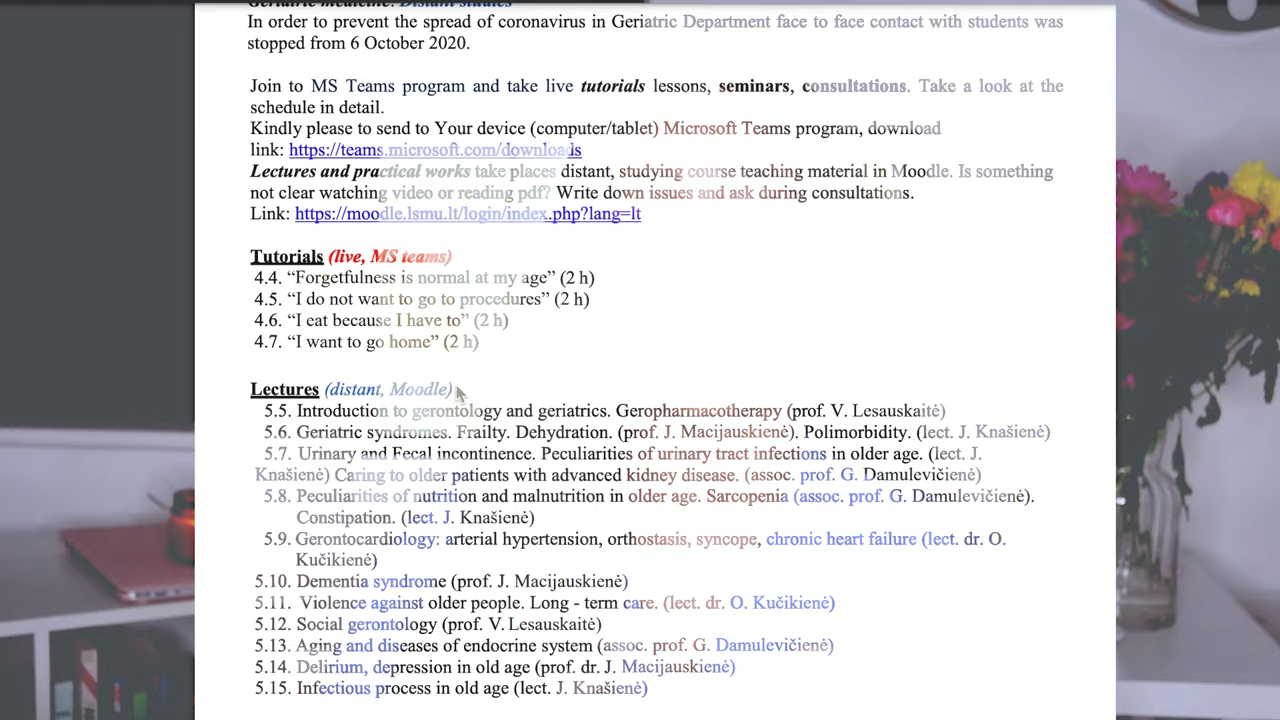 Geriatric medicine. Distant studies
In order to prevent the spread of coronavirus in Geriatric Department face to face contact with students was
stopped from 6 October 2020.
Join to MS Teams program and take live tutorials lessons, seminars, consultations. Take a look at the
schedule in detail.
Kindly please to send to Your device (computer/tablet) Microsoft Teams program, download
link: https://teams.microsoft.com/downloads
Lectures and practical works take places distant, studying course teaching material in Moodle. Is something
not clear watching video or reading pdf? Write down issues and ask during consultations.
Link: https://moodle.lsmu.lt/login/index.php?lang=lt
Tutorials (live, MS teams)
4.4. “Forgetfulness is normal at my age” (2 h)
4.5. “I do not want to go to procedures” (2 h)
4.6. “I eat because I have to” (2 h)
4.7. “I want to go home” (2 h)
Lectures (distant, Moodle)
5.5. Introduction to gerontology and geriatrics. Geropharmacotherapy (prof. V. Lesauskaitė)
5.6. Geriatric syndromes. Frailty. Dehydration. (prof. J. Macijauskienė). Polimorbidity. (lect. J. Knašienė)
5.7. Urinary and Fecal incontinence. Peculiarities of urinary tract infections in older age. (lect. J.
Knašienė) Caring to older patients with advanced kidney disease. (assoc. prof. G. Damulevičienė)
5.8. Peculiarities of nutrition and malnutrition in older age. Sarcopenia (assoc. prof. G. Damulevičienė).
Constipation. (lect. J. Knašienė)
5.9. Gerontocardiology: arterial hypertension, orthostasis, syncope, chronic heart failure (lect. dr. O.
Kučikienė)
5.10. Dementia syndrome (prof. J. Macijauskienė)
5.11. Violence against older people. Long - term care. (lect. dr. O. Kučikienė)
5.12. Social gerontology (prof. V. Lesauskaitė)
5.13. Aging and diseases of endocrine system (assoc. prof. G. Damulevičienė)
5.14. Delirium, depression in old age (prof. dr. J. Macijauskienė)
5.15. Infectious process in old age (lect. J. Knašienė)